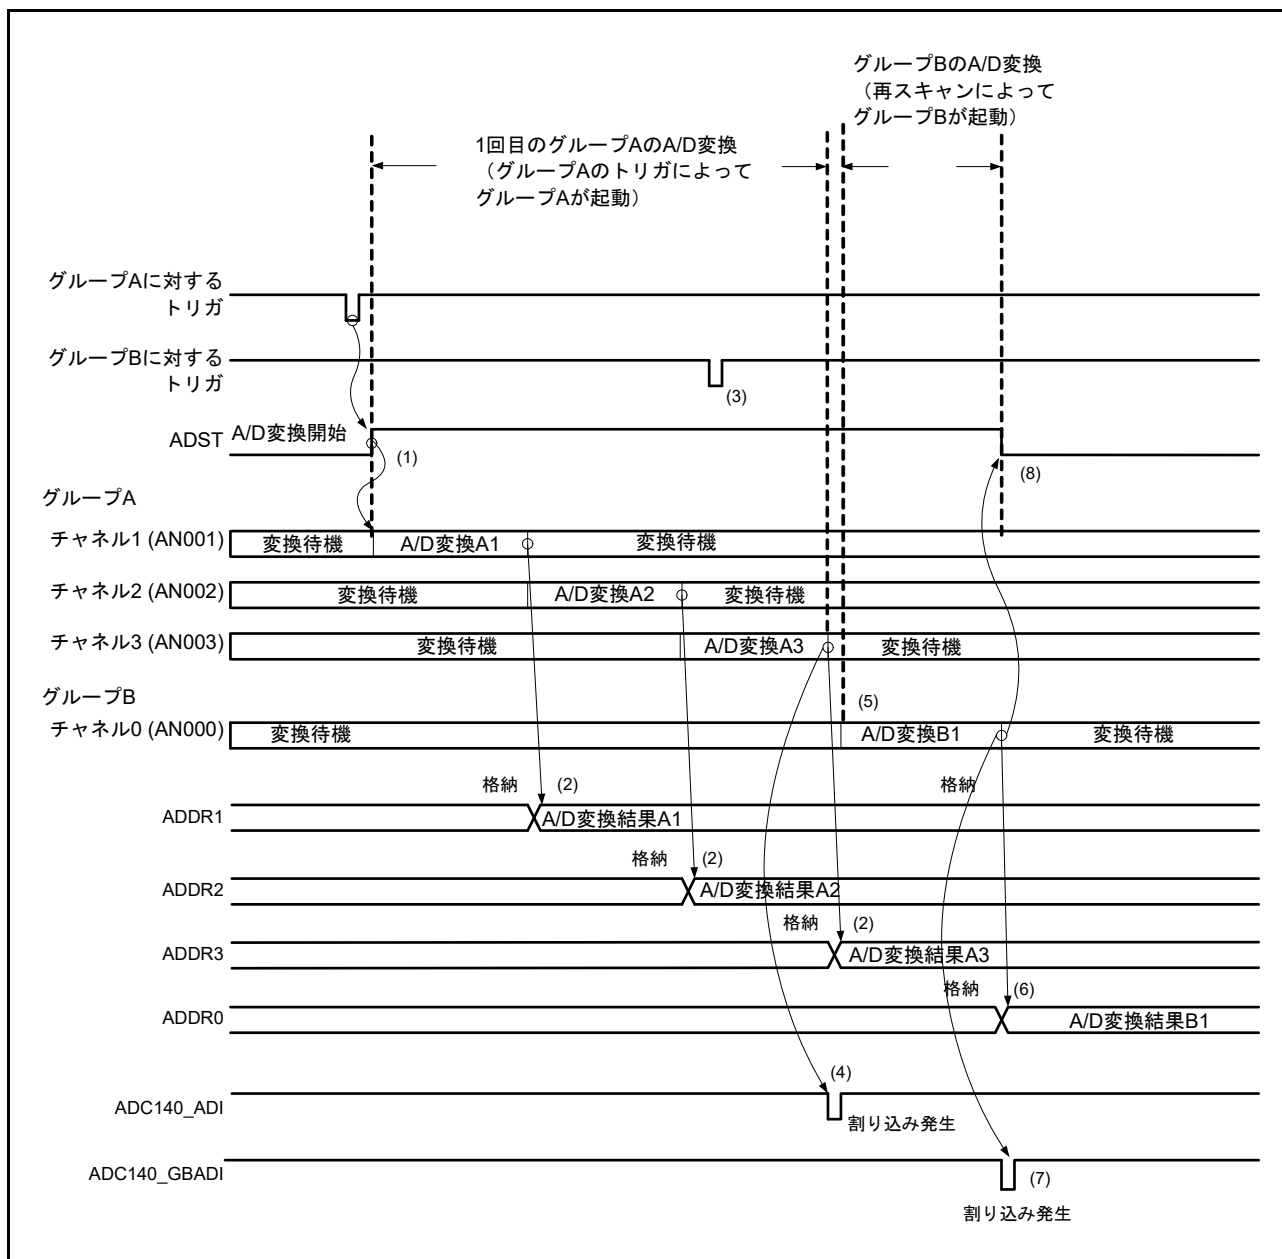 グループBのA/D変換
（再スキャンによって
グループBが起動）
1回目のグループAのA/D変換
（グループAのトリガによって
グループAが起動）
グループAに対する
トリガ
グループBに対する
トリガ
(3)
ADST
A/D変換開始
(1)
(8)
グループA
チャネル1 (AN001)
変換待機
A/D変換A1
変換待機
チャネル2 (AN002)
変換待機
A/D変換A2
変換待機
チャネル3 (AN003)
変換待機
A/D変換A3
変換待機
グループB
(5)
チャネル0 (AN000)
変換待機
A/D変換B1
変換待機
格納
(2)
格納
ADDR1
A/D変換結果A1
格納
(2)
ADDR2
A/D変換結果A2
格納
(2)
ADDR3
A/D変換結果A3
格納
(6)
ADDR0
A/D変換結果B1
(4)
ADC140_ADI
割り込み発生
ADC140_GBADI
(7)
割り込み発生